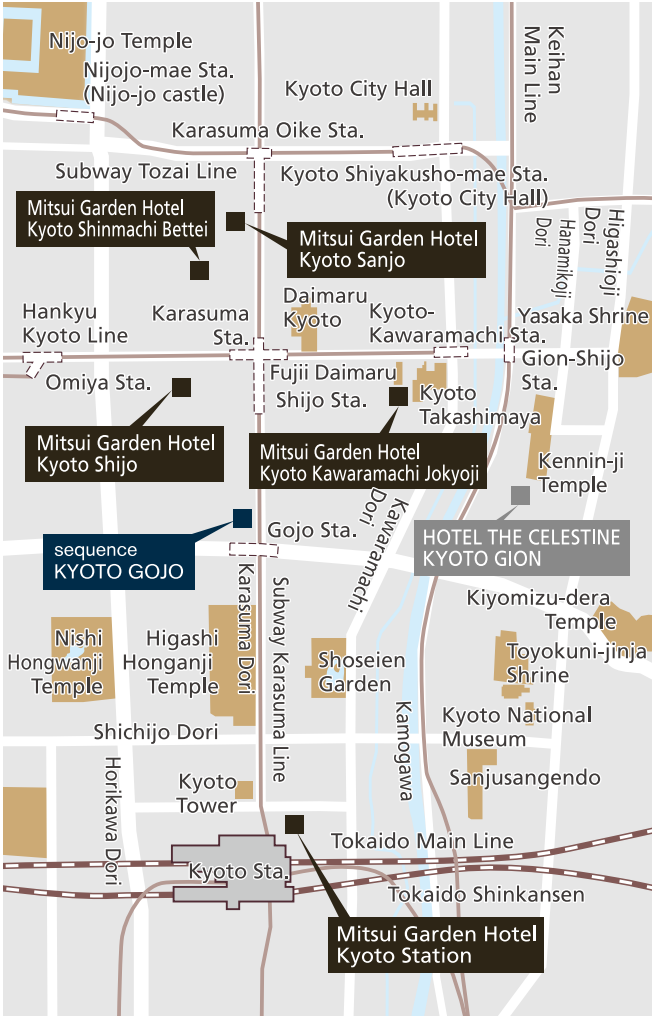 Nijo-jo Temple
Nijojo-mae Sta.
(Nijo-jo castle)
Kyoto City Hall
Keihan
Main Line
Karasuma Oike Sta.
Subway Tozai Line
Kyoto Shiyakusho-mae Sta.
(Kyoto City Hall)
Mitsui Garden Hotel
Kyoto Shinmachi Bettei
Mitsui Garden Hotel
Kyoto Sanjo
Hanamikoji
Dori
Higashioji
Dori
Hankyu
Kyoto Line
Karasuma
Sta.
Daimaru
Kyoto
Kyoto-
Kawaramachi Sta.
Yasaka Shrine
Gion-Shijo
Sta.
Omiya Sta.
Fujii Daimaru
Shijo Sta.
Kyoto
Takashimaya
Mitsui Garden Hotel
Kyoto Shijo
Mitsui Garden Hotel
Kyoto Kawaramachi Jokyoji
Kennin-ji
Temple
Kawaramachi
Dori
sequence
KYOTO GOJO
Gojo Sta.
HOTEL THE CELESTINE
KYOTO GION
Kiyomizu-dera
Temple
Karasuma Dori
Subway Karasuma Line
Nishi
Hongwanji
Temple
Higashi
Honganji
Temple
Shoseien
Garden
Toyokuni-jinja
Shrine
Kamogawa
Kyoto National
Museum
Shichijo Dori
Sanjusangendo
Horikawa Dori
Kyoto
Tower
Tokaido Main Line
Kyoto Sta.
Tokaido Shinkansen
Mitsui Garden Hotel
Kyoto Station